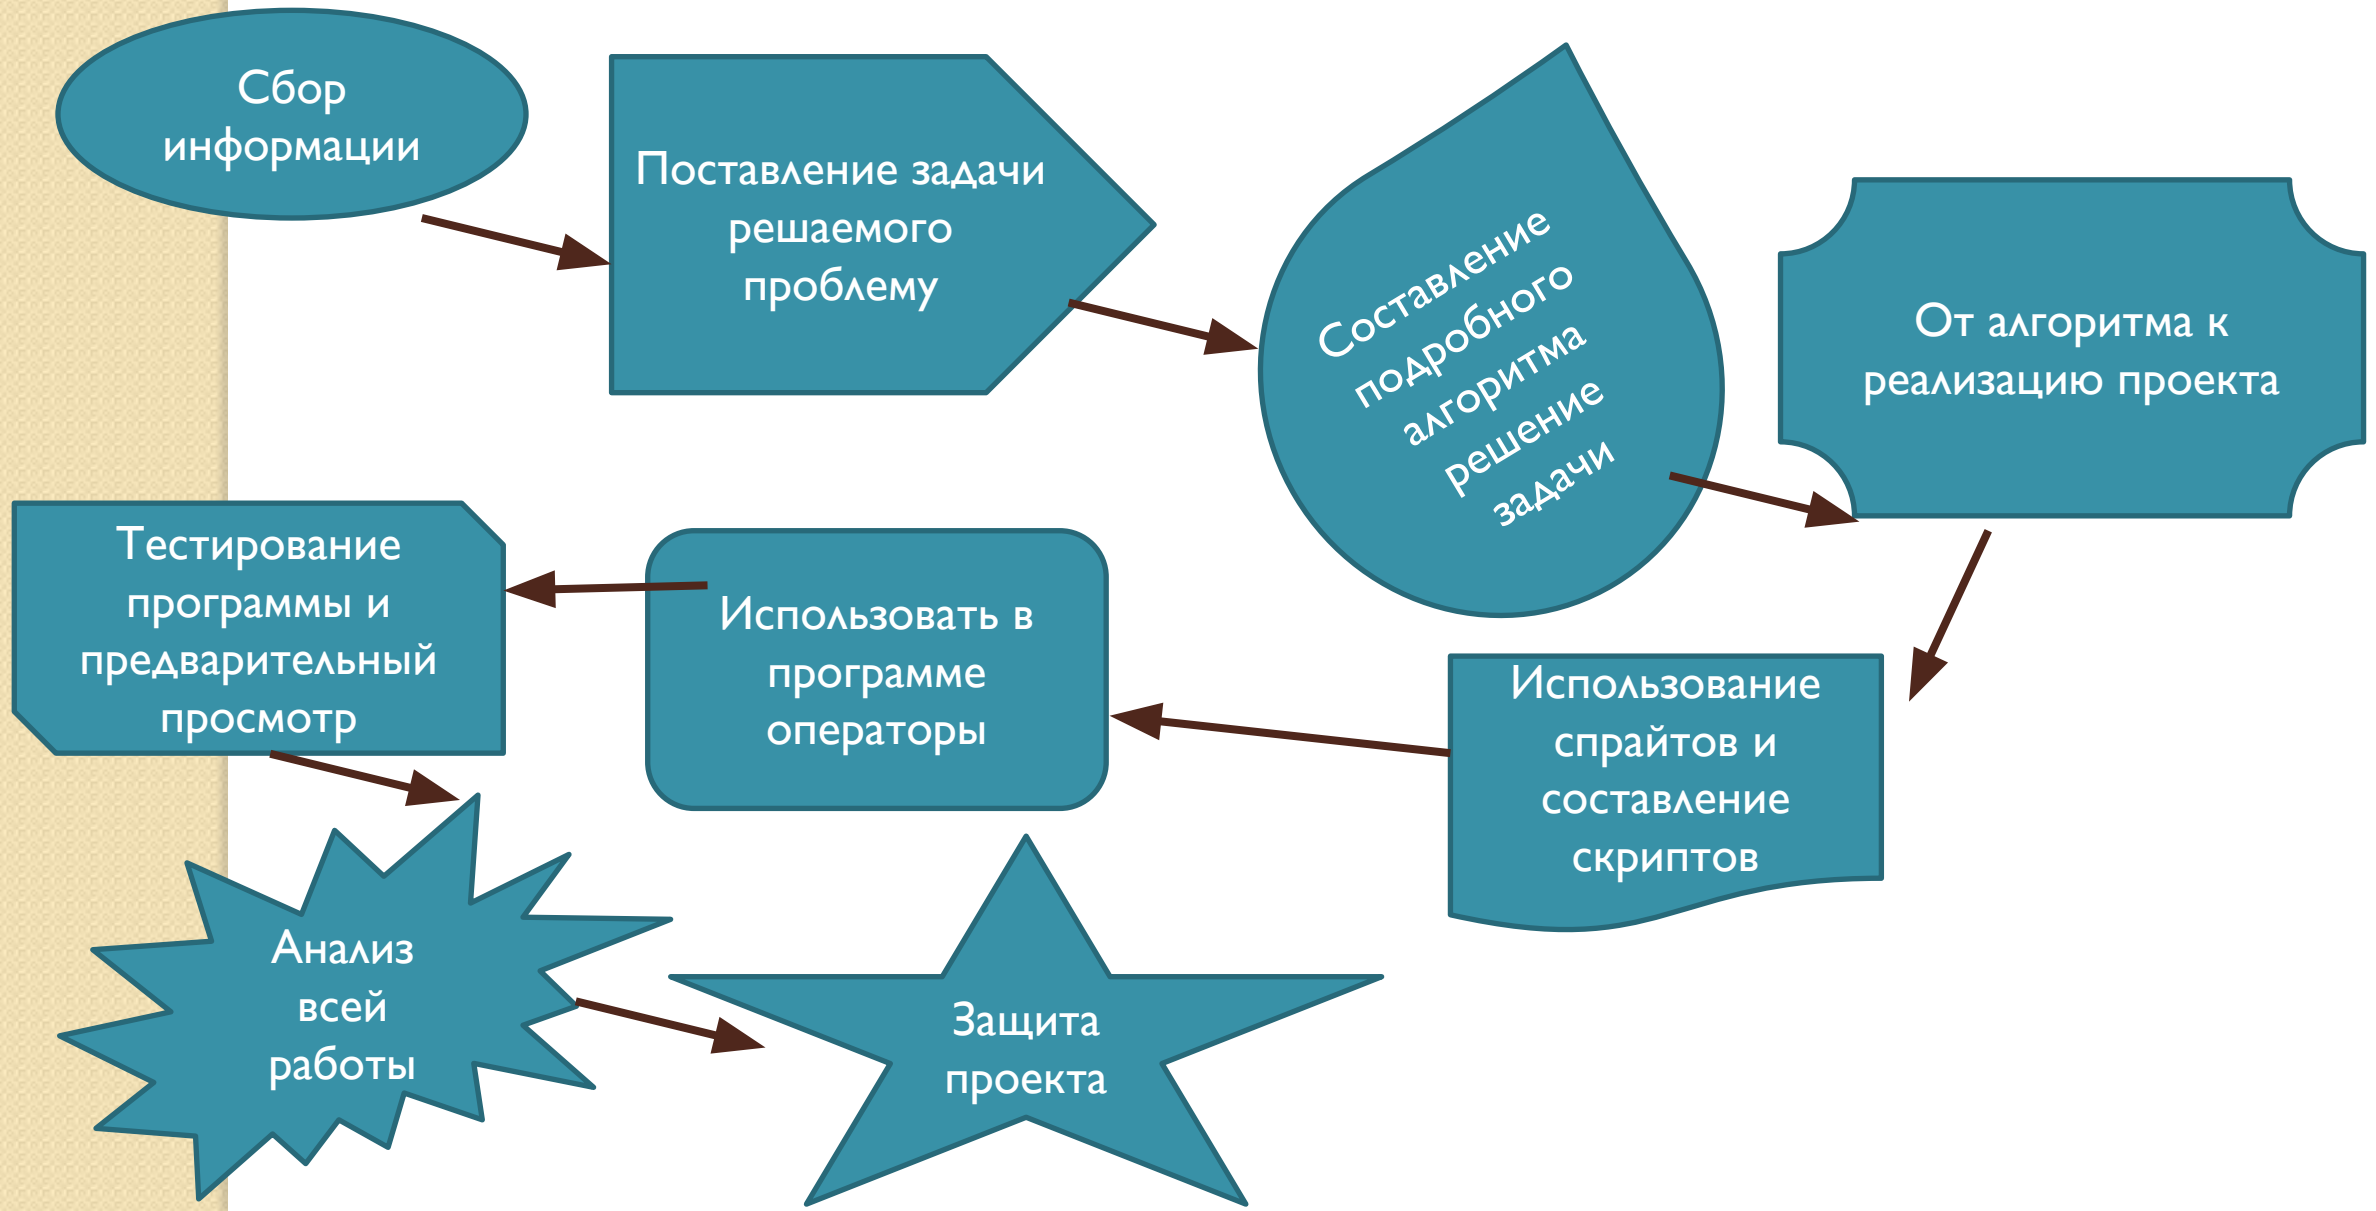 Сбор
информации
Поставление задачи
решаемого
проблему
Составление
подробного
алгоритма
решение
задачи
От алгоритма к
реализацию проекта
Использование
спрайтов и
составление
скриптов
Использовать в
программе
операторы
Тестирование
программы и
предварительный
просмотр
Анализ
всей
работы
Защита
проекта